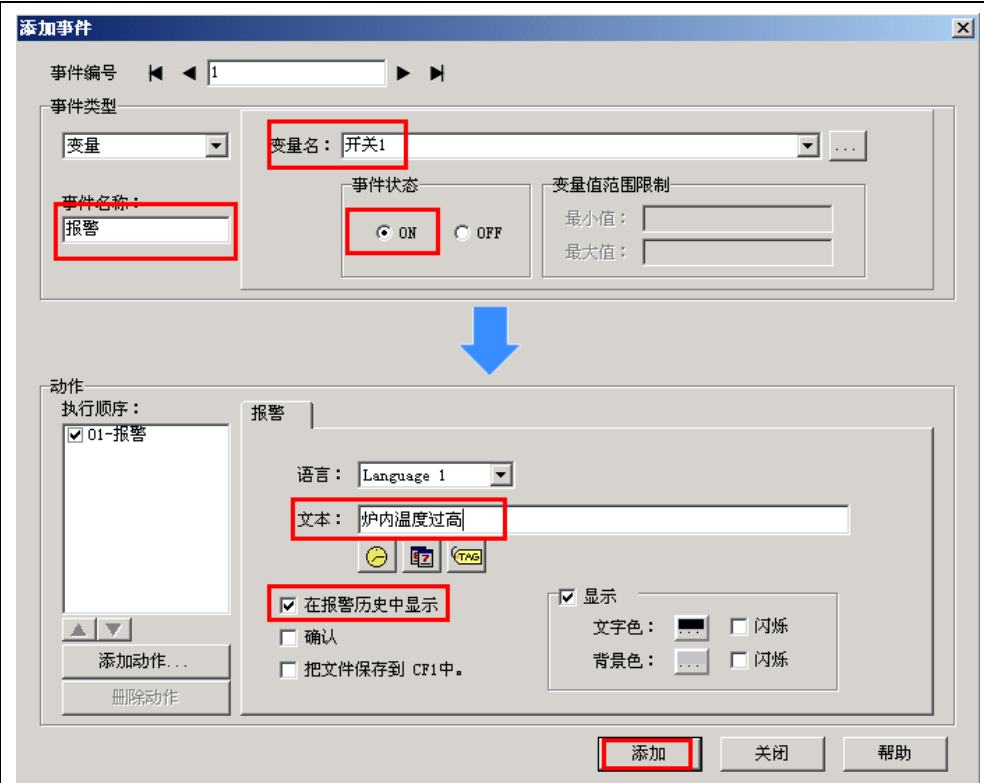 添加事件
事件编号 1
事件类型
变量
变量名： 开关1 ...
事件状态
变量值范围限制
事件名称：
报警
ON OFF
最小值：
最大值：
动作
执行顺序：
01-报警
报警
语言： Language 1
文本： 炉内温度过高
TAG
在报警历史中显示
确认
把文件保存到 CF1中。
显示
文字色： ... 闪烁
背景色： ... 闪烁
添加动作...
删除动作
添加 关闭 帮助